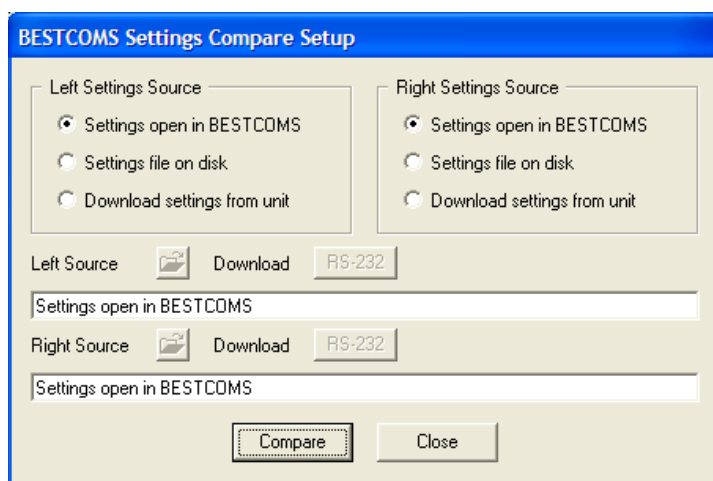 BESTCOMS Settings Compare Setup
Left Settings Source
Settings open in BESTCOMS
Settings file on disk
Download settings from unit
Right Settings Source
Settings open in BESTCOMS
Settings file on disk
Download settings from unit
Left Source Download RS-232
Settings open in BESTCOMS
Right Source Download RS-232
Settings open in BESTCOMS
Compare Close